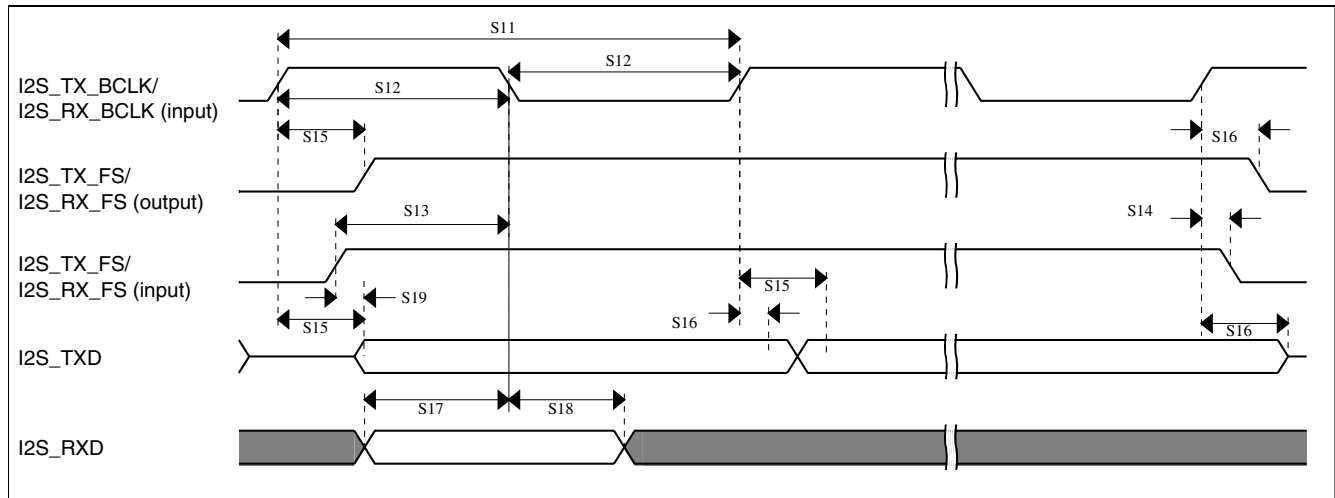 S11
S12
I2S_TX_BCLK/
I2S_RX_BCLK (input)
S12
S15
S16
I2S_TX_FS/
I2S_RX_FS (output)
S13
S14
I2S_TX_FS/
I2S_RX_FS (input)
S15
S19
S15
S16
S16
I2S_TXD
S17
S18
I2S_RXD